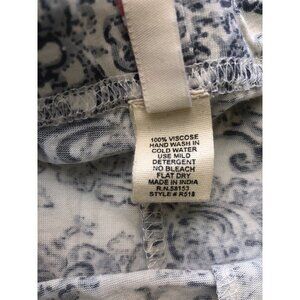 100% VISCOSE
HAND WASH IN
COLD WATER
USE MILD
DETERGENT
NO BLEACH
FLAT DRY
MADE IN INDIA
R.N.58153
STYLE # R518